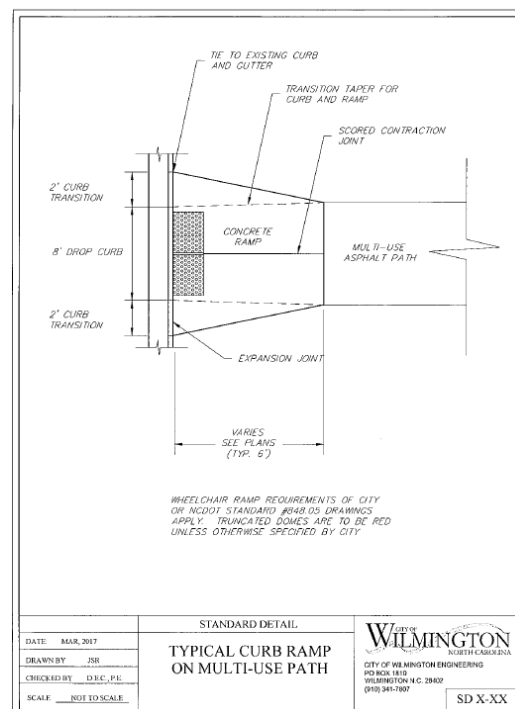 TIE TO EXISTING CURB
AND GUTTER
TRANSITION TAPER FOR
CURB AND RAMP
SCORED CONTRACTION
JOINT
2' CURB
TRANSITION
CONCRETE
RAMP
8' DROP CURB
MULTI-USE
ASPHALT PATH
2' CURB
TRANSITION
EXPANSION JOINT
VARIES
SEE PLANS
(TYP. 6')
WHEELCHAIR RAMP REQUIREMENTS OF CITY
OR NCDOT STANDARD #848.05 DRAWINGS
APPLY. TRUNCATED DOMES ARE TO BE RED
UNLESS OTHERWISE SPECIFIED BY CITY
DATE MAR, 2017
DRAWN BY JSR
CHECKED BY D.E.C., P.E.
SCALE NOT TO SCALE
STANDARD DETAIL
TYPICAL CURB RAMP
ON MULTI-USE PATH
CITY OF
WILMINGTON
NORTH CAROLINA
CITY OF WILMINGTON ENGINEERING
PO BOX 1810
WILMINGTON N.C. 28402
(910) 341-7807
SD X-XX